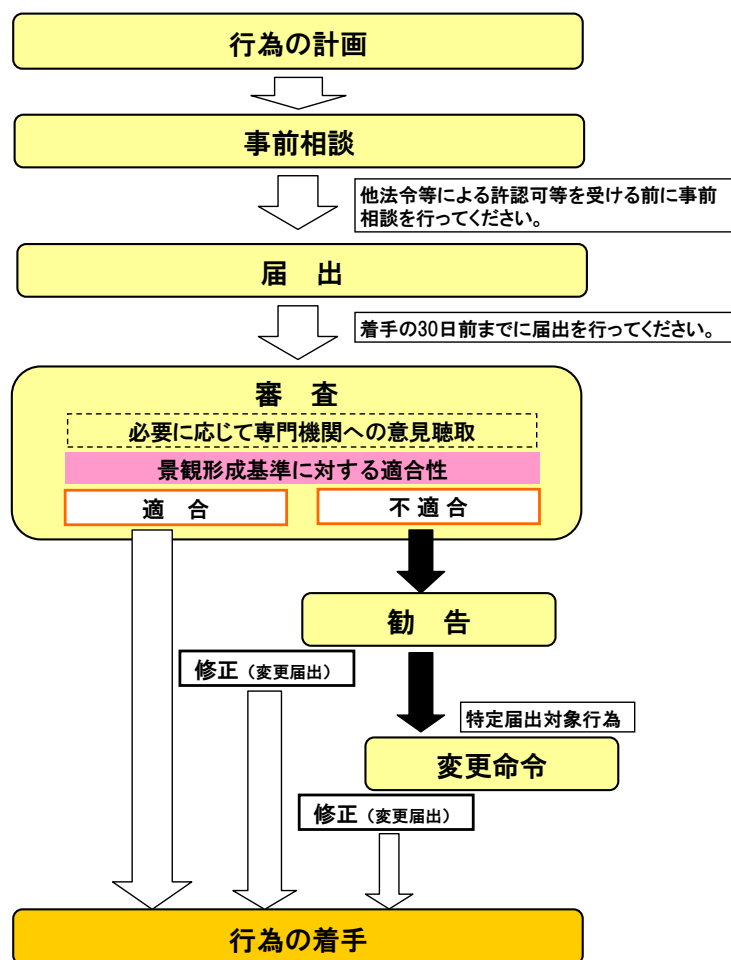 行為の計画
事前相談
他法令等による許認可等を受ける前に事前
相談を行ってください。
届　出
着手の30日前までに届出を行ってください。
審　査
必要に応じて専門機関への意見聴取
景観形成基準に対する適合性
適　合
不 適 合
勧　告
修正（変更届出）
特定届出対象行為
変更命令
修正（変更届出）
行為の着手